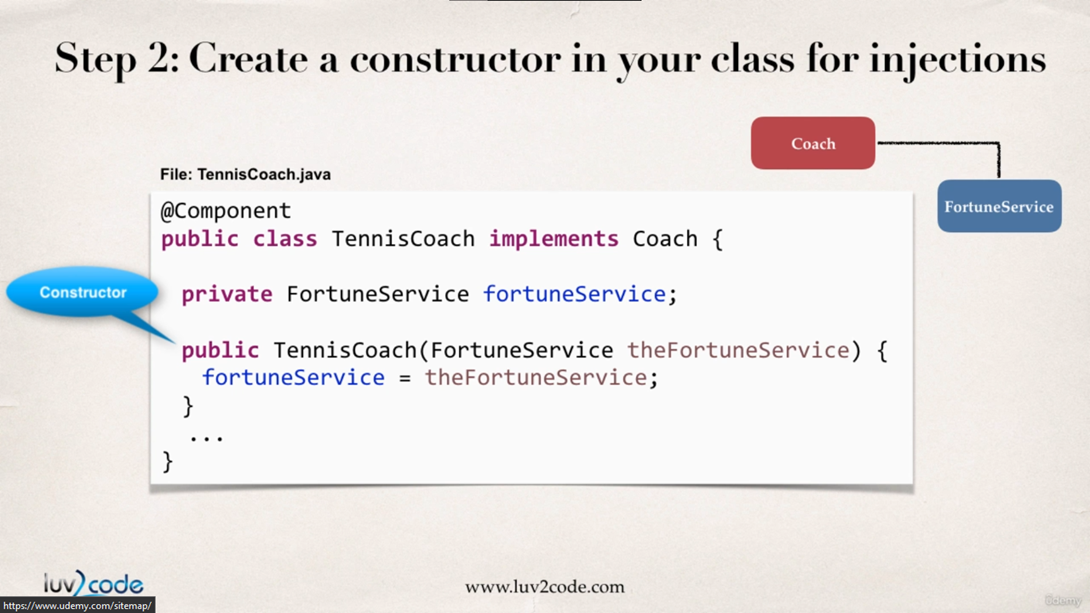 Step 2: Create a constructor in your class for injections
Coach
FortuneService
File: TennisCoach.java
@Component
public class TennisCoach implements Coach {
private FortuneService fortuneService;
Constructor
public TennisCoach(FortuneService theFortuneService) {
fortuneService = theFortuneService;
}
...
}
luv2code
www.luv2code.com
https://www.udemy.com/sitemap/
ûdemy